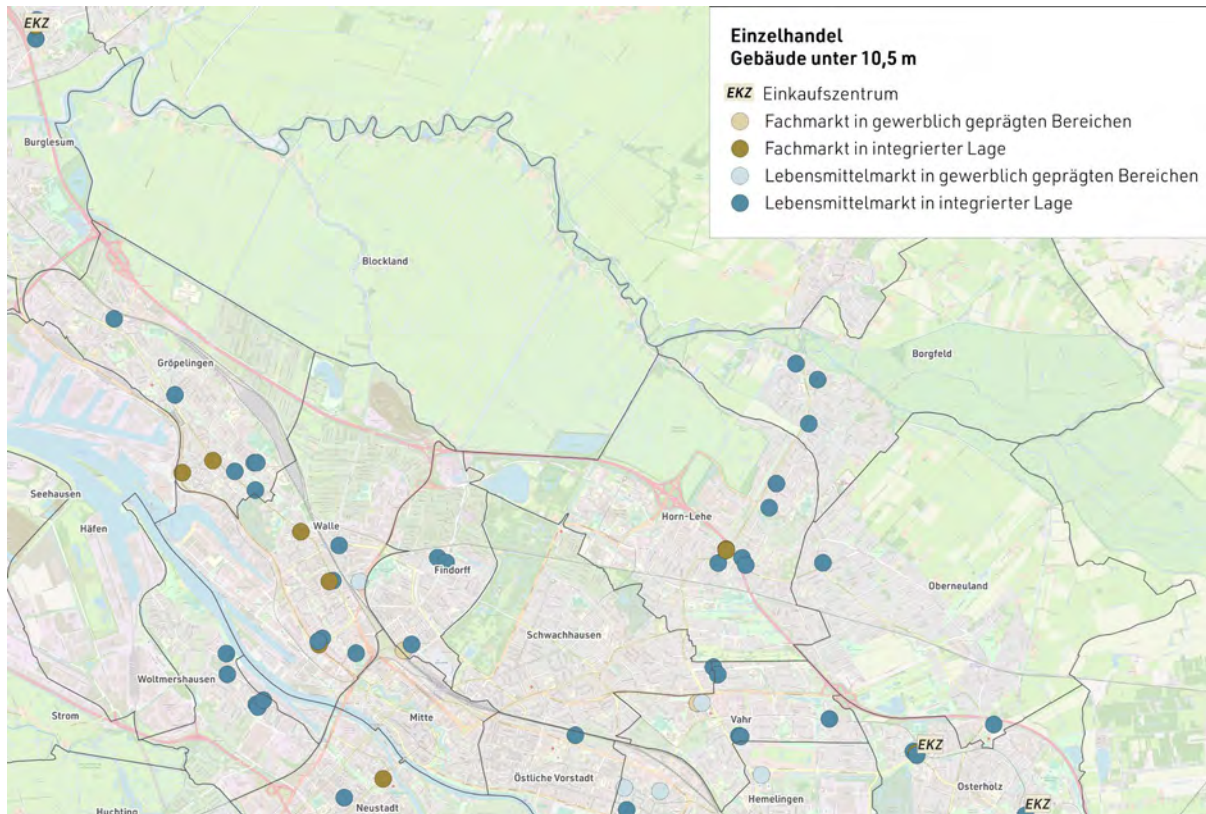 EKZ
Einzelhandel
Gebäude unter 10,5 m
EKZ Einkaufszentrum
Fachmarkt in gewerblich geprägten Bereichen
Fachmarkt in integrierter Lage
Lebensmittelmarkt in gewerblich geprägten Bereichen
Lebensmittelmarkt in integrierter Lage
Burglesum
Blockland
Borgfeld
Gröpelingen
Seehausen
Häfen
Walle
Horn-Lehe
Findorff
Oberneuland
Schwachhausen
Woltmershausen
Strom
Mitte
Vahr
EKZ
Östliche Vorstadt
Osterholz
Huchting
Neustadt
Hemelingen
EKZ